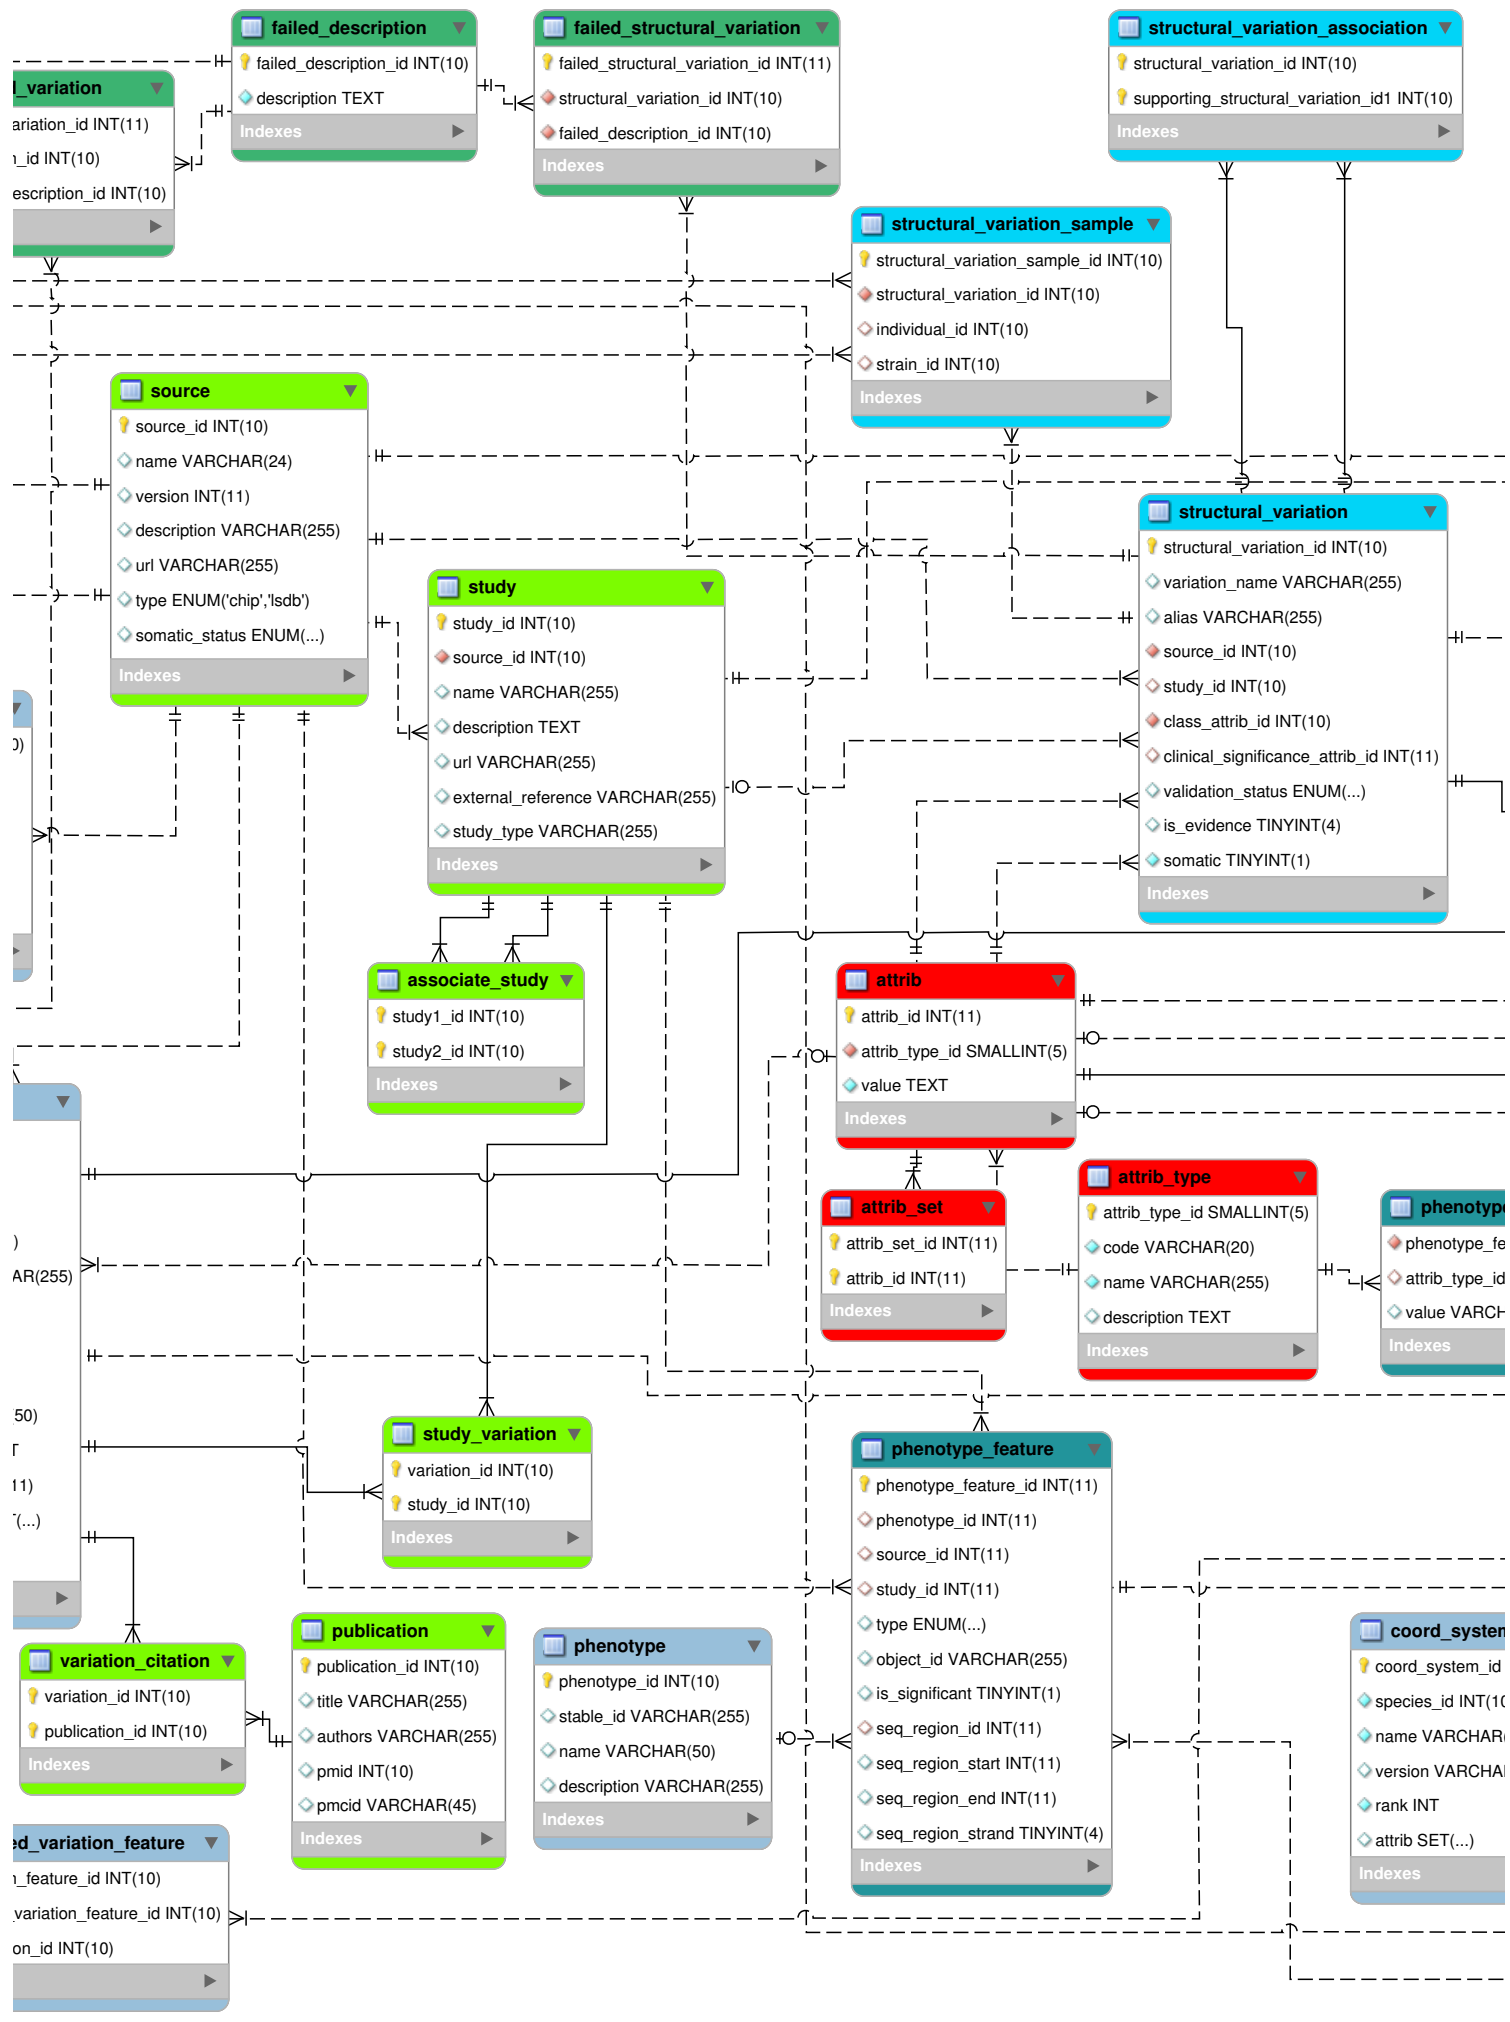 failed_description
failed_description_id INT(10)
description TEXT
Indexes
failed_structural_variation
failed_structural_variation_id INT(11)
structural_variation_id INT(10)
failed_description_id INT(10)
Indexes
structural_variation_association
structural_variation_id INT(10)
supporting_structural_variation_id1 INT(10)
Indexes
l_variation
ariation_id INT(11)
_id INT(10)
escription_id INT(10)
structural_variation_sample
structural_variation_sample_id INT(10)
structural_variation_id INT(10)
individual_id INT(10)
strain_id INT(10)
Indexes
source
source_id INT(10)
name VARCHAR(24)
version INT(11)
description VARCHAR(255)
url VARCHAR(255)
type ENUM('chip','lsdb')
somatic_status ENUM(...)
Indexes
study
study_id INT(10)
source_id INT(10)
name VARCHAR(255)
description TEXT
url VARCHAR(255)
external_reference VARCHAR(255)
study_type VARCHAR(255)
Indexes
structural_variation
structural_variation_id INT(10)
variation_name VARCHAR(255)
alias VARCHAR(255)
source_id INT(10)
study_id INT(10)
class_attrib_id INT(10)
clinical_significance_attrib_id INT(11)
validation_status ENUM(...)
is_evidence TINYINT(4)
somatic TINYINT(1)
Indexes
0)
associate_study
study1_id INT(10)
study2_id INT(10)
Indexes
attrib
attrib_id INT(11)
attrib_type_id SMALLINT(5)
value TEXT
Indexes
attrib_set
attrib_set_id INT(11)
attrib_id INT(11)
Indexes
attrib_type
attrib_type_id SMALLINT(5)
code VARCHAR(20)
name VARCHAR(255)
description TEXT
Indexes
phenotype
phenotype_fe
attrib_type_id
value VARCH
Indexes
)
AR(255)
50)
T
11)
(...)
study_variation
variation_id INT(10)
study_id INT(10)
Indexes
phenotype_feature
phenotype_feature_id INT(11)
phenotype_id INT(11)
source_id INT(11)
study_id INT(11)
type ENUM(...)
object_id VARCHAR(255)
is_significant TINYINT(1)
seq_region_id INT(11)
seq_region_start INT(11)
seq_region_end INT(11)
seq_region_strand TINYINT(4)
Indexes
variation_citation
variation_id INT(10)
publication_id INT(10)
Indexes
publication
publication_id INT(10)
title VARCHAR(255)
authors VARCHAR(255)
pmid INT(10)
pmcid VARCHAR(45)
Indexes
phenotype
phenotype_id INT(10)
stable_id VARCHAR(255)
name VARCHAR(50)
description VARCHAR(255)
Indexes
coord_system
coord_system_id
species_id INT(10
name VARCHAR(
version VARCHAR
rank INT
attrib SET(...)
Indexes
ed_variation_feature
_feature_id INT(10)
variation_feature_id INT(10)
on_id INT(10)